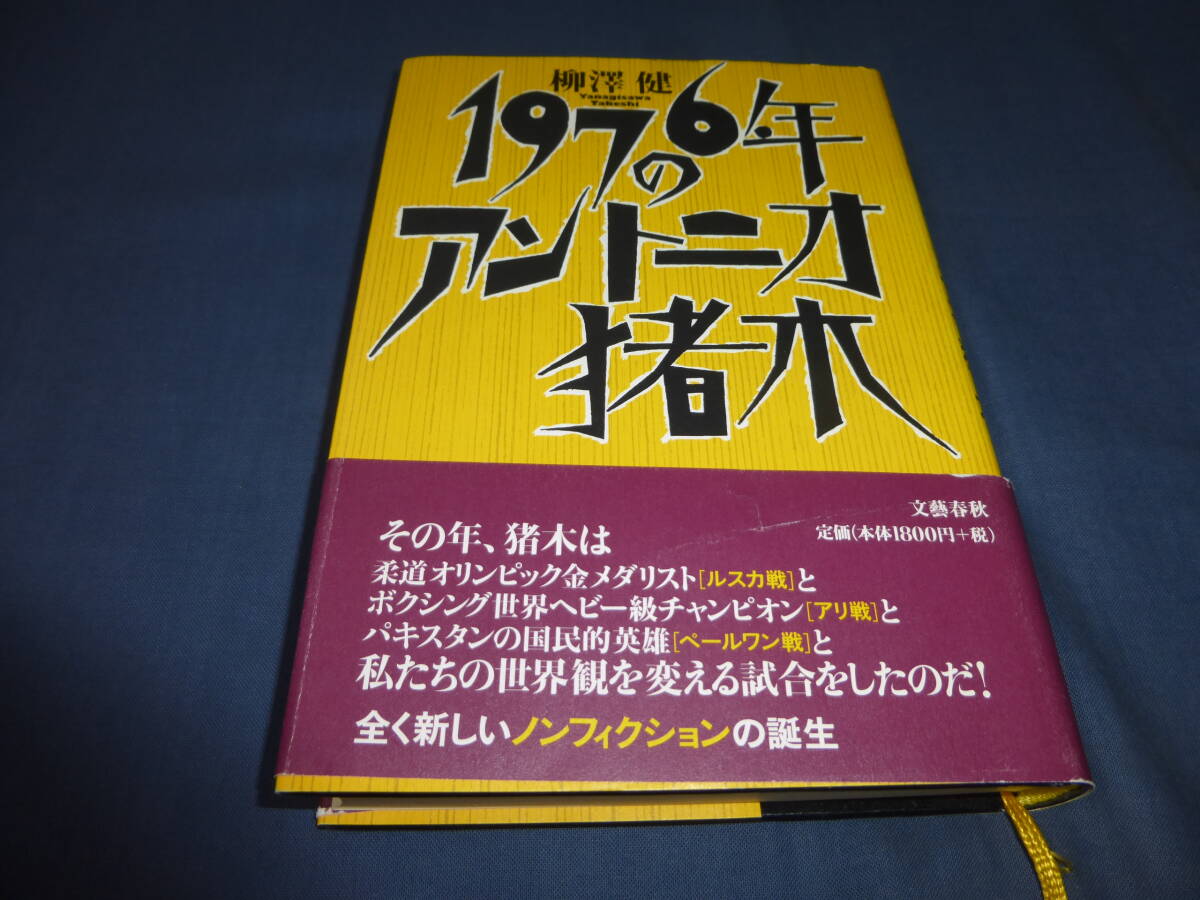 柳澤 健
Yanagisawa
Takeshi
1976年
の
アントニオ
猪木
文藝春秋
定価(本体1800円+税)
その年、猪木は
柔道オリンピック金メダリスト[ルスカ戦]と
ボクシング世界ヘビー級チャンピオン[アリ戦]と
パキスタンの国民的英雄[ペールワン戦]と
私たちの世界観を変える試合をしたのだ!
全く新しいノンフィクションの誕生